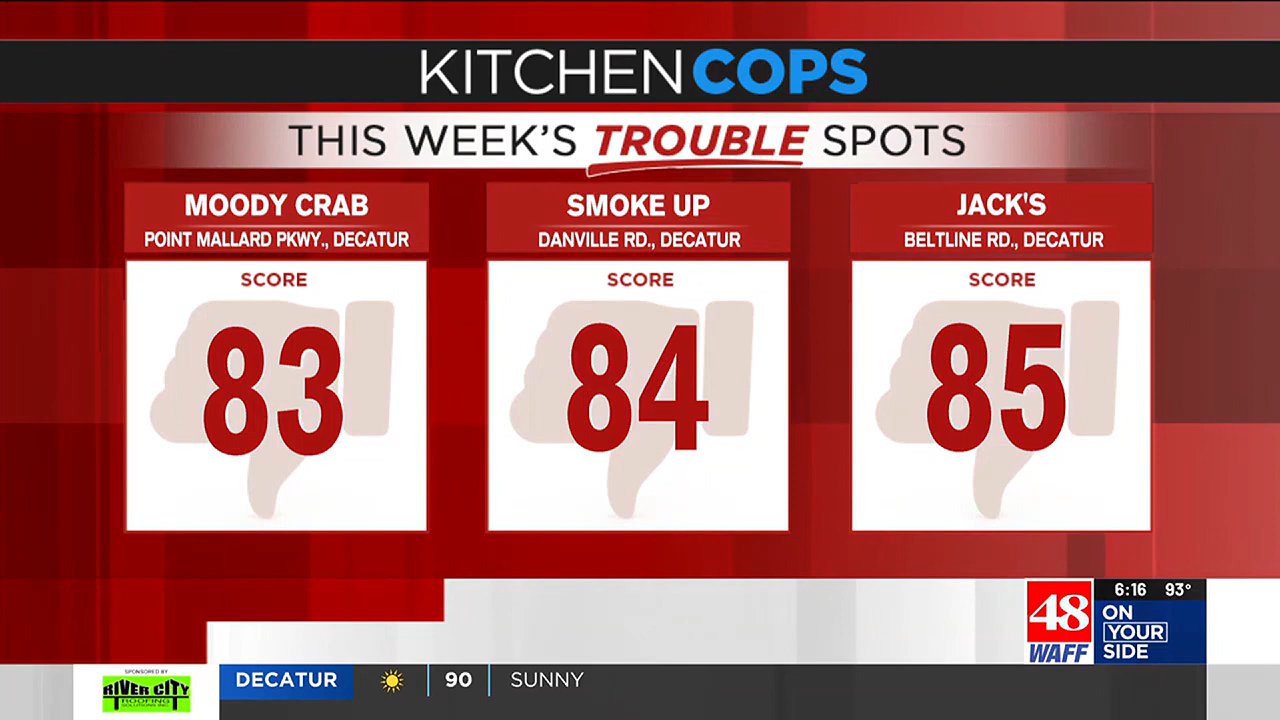 KITCHEN COPS
THIS WEEK'S TROUBLE SPOTS
MOODY CRAB
POINT MALLARD PKWY., DECATUR
SCORE
83
SMOKE UP
DANVILLE RD., DECATUR
SCORE
84
JACK'S
BELTLINE RD., DECATUR
SCORE
85
48
WAFF
6:16 93°
ON
YOUR
SIDE
SPONSORED BY
RIVER CITY
ROOFING
SOLUTIONS INC.
DECATUR 90 SUNNY